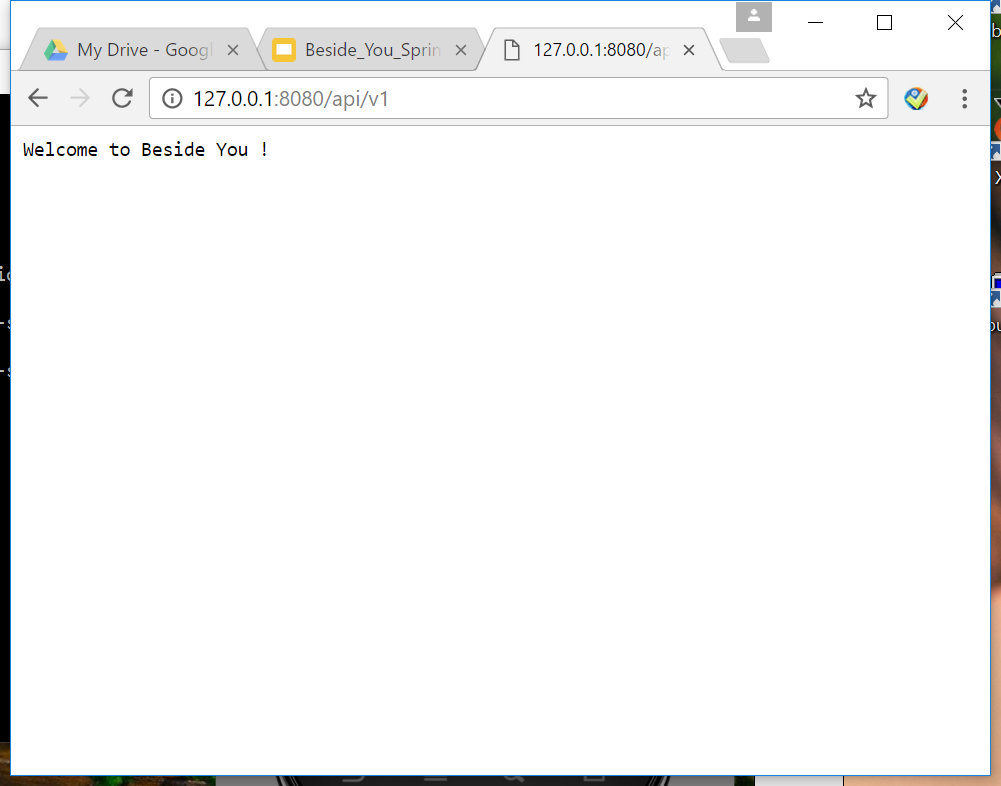 My Drive - Googl
Beside_You_Sprin
127.0.0.1:8080/ap
127.0.0.1:8080/api/v1
Welcome to Beside You !